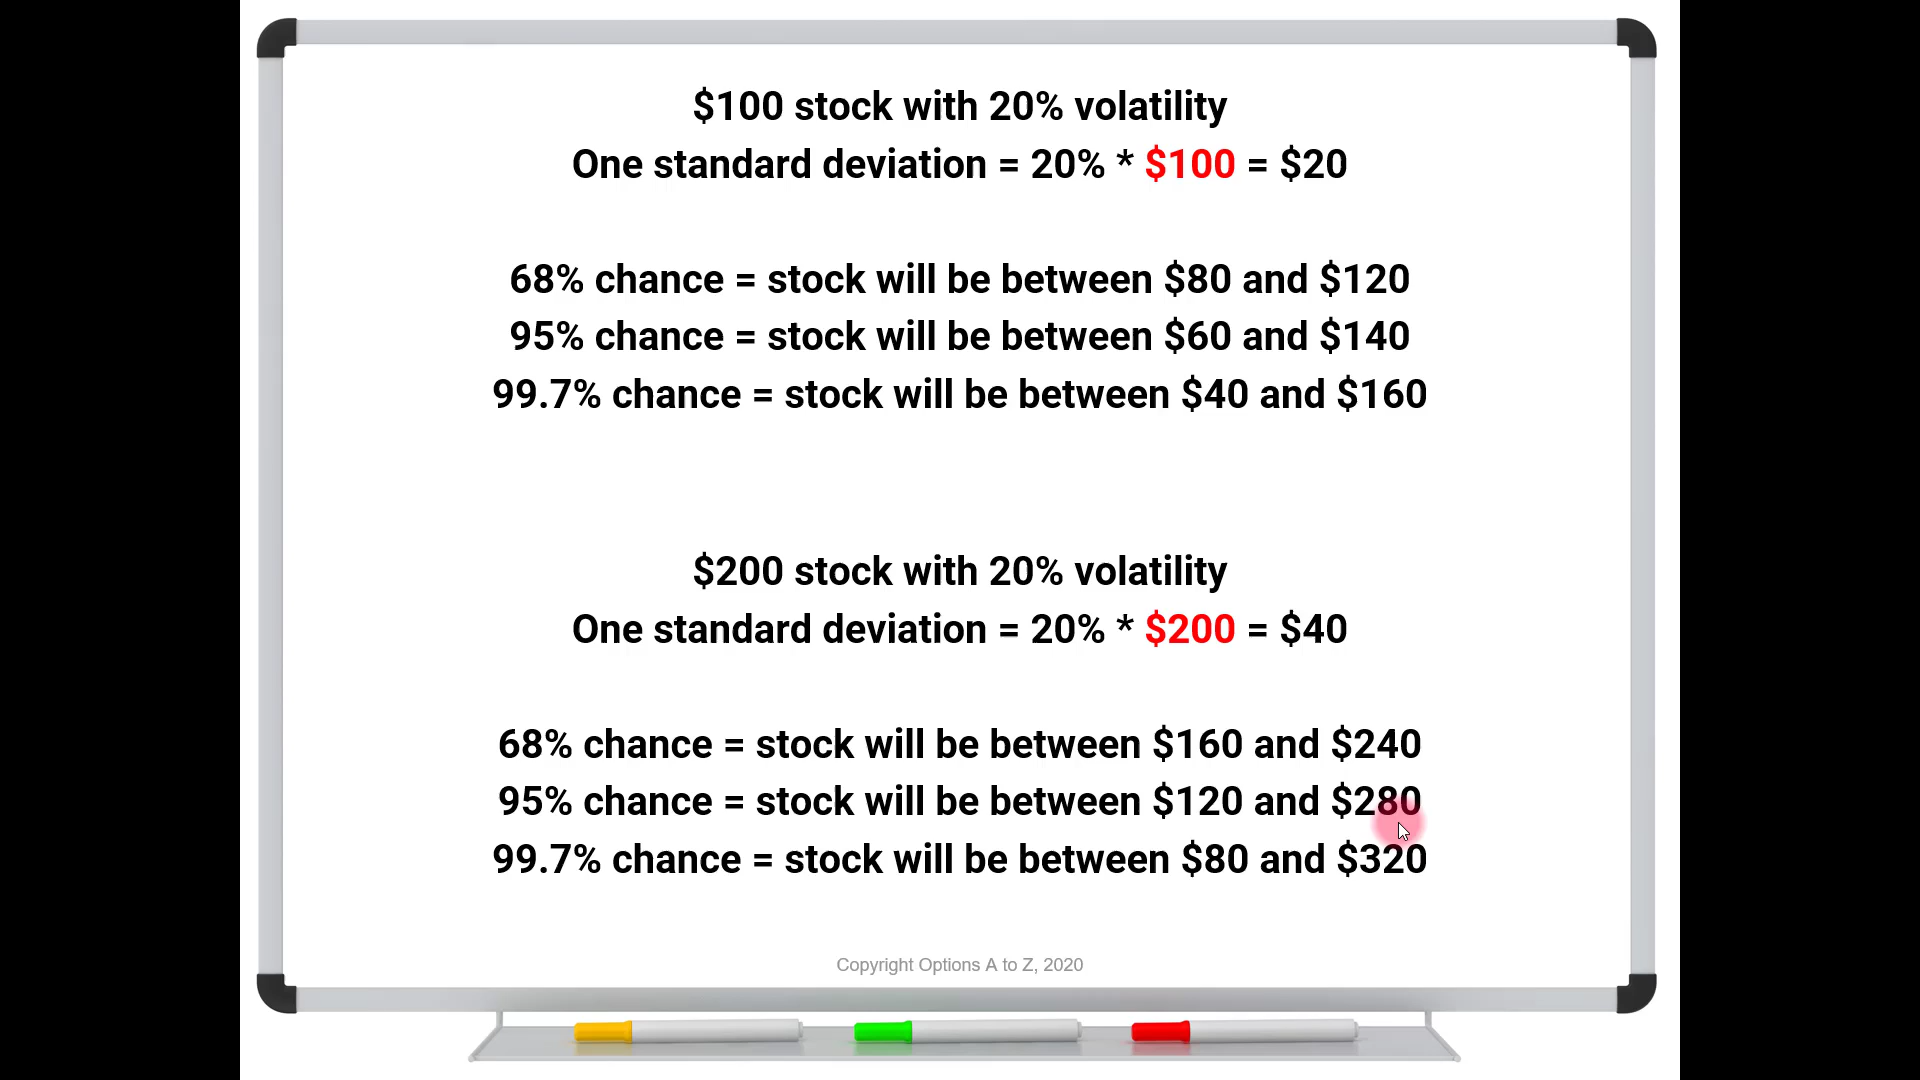 $100 stock with 20% volatility
One standard deviation = 20% * $100 = $20
68% chance = stock will be between $80 and $120
95% chance = stock will be between $60 and $140
99.7% chance = stock will be between $40 and $160
$200 stock with 20% volatility
One standard deviation = 20% * $200 = $40
68% chance = stock will be between $160 and $240
95% chance = stock will be between $120 and $280
99.7% chance = stock will be between $80 and $320
Copyright Options A to Z, 2020